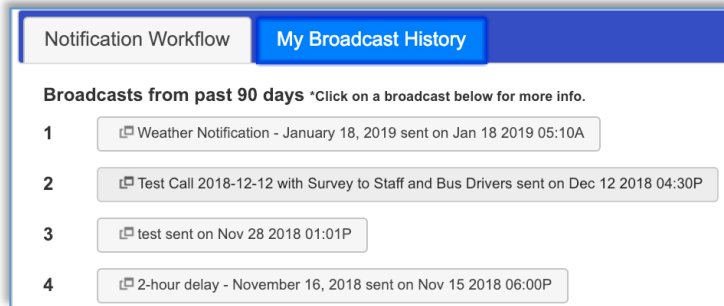 Notification Workflow My Broadcast History
Broadcasts from past 90 days *Click on a broadcast below for more info.
1 Weather Notification - January 18, 2019 sent on Jan 18 2019 05:10A
2 Test Call 2018-12-12 with Survey to Staff and Bus Drivers sent on Dec 12 2018 04:30P
3 test sent on Nov 28 2018 01:01P
4 2-hour delay - November 16, 2018 sent on Nov 15 2018 06:00P